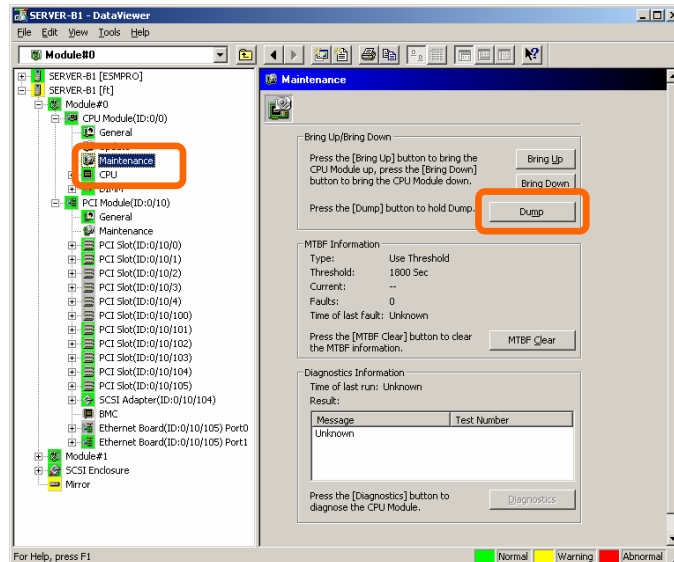 SERVER-B1 - DataViewer
File Edit View Tools Help
Module#0
SERVER-B1 [ESMPRO]
SERVER-B1 [ft]
Module#0
CPU Module(ID:0/0)
General
Update
Maintenance
CPU
DIMM
PCI Module(ID:0/10)
General
Maintenance
PCI Slot(ID:0/10/0)
PCI Slot(ID:0/10/1)
PCI Slot(ID:0/10/2)
PCI Slot(ID:0/10/3)
PCI Slot(ID:0/10/4)
PCI Slot(ID:0/10/100)
PCI Slot(ID:0/10/101)
PCI Slot(ID:0/10/102)
PCI Slot(ID:0/10/103)
PCI Slot(ID:0/10/104)
PCI Slot(ID:0/10/105)
SCSI Adapter(ID:0/10/104)
BMC
Ethernet Board(ID:0/10/105) Port0
Ethernet Board(ID:0/10/105) Port1
Module#1
SCSI Enclosure
Mirror
Maintenance
Bring Up/Bring Down
Press the [Bring Up] button to bring the
CPU Module up, press the [Bring Down]
button to bring the CPU Module down.
Bring Up
Bring Down
Press the [Dump] button to hold Dump.
Dump
MTBF Information
Type: Use Threshold
Threshold: 1800 Sec
Current: --
Faults: 0
Time of last fault: Unknown
Press the [MTBF Clear] button to clear
the MTBF information.
MTBF Clear
Diagnostics Information
Time of last run: Unknown
Result:
Message Test Number
Unknown
Press the [Diagnostics] button to
diagnose the CPU Module.
Diagnostics
For Help, press F1
Normal Warning Abnormal